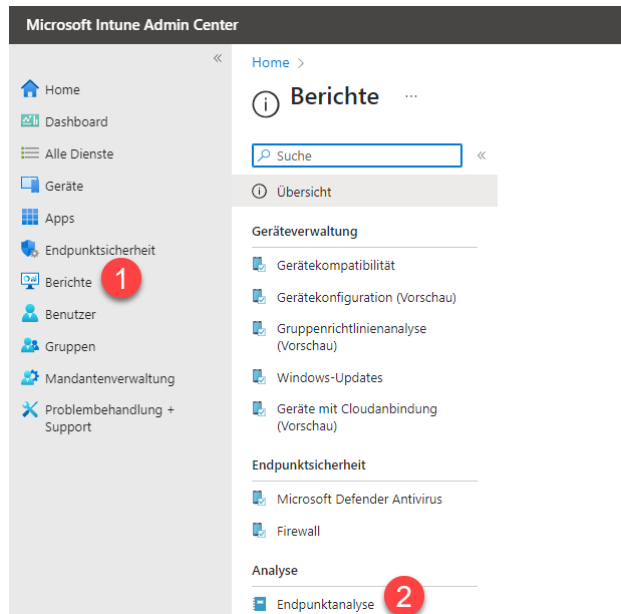 Microsoft Intune Admin Center
«
Home
Dashboard
Alle Dienste
Geräte
Apps
Endpunktsicherheit
Berichte 1
Benutzer
Gruppen
Mandantenverwaltung
Problembehandlung +
Support
Home >
Berichte ...
Suche «
Übersicht
Geräteverwaltung
Gerätekompatibilität
Gerätekonfiguration (Vorschau)
Gruppenrichtlinienanalyse
(Vorschau)
Windows-Updates
Geräte mit Cloudanbindung
(Vorschau)
Endpunktsicherheit
Microsoft Defender Antivirus
Firewall
Analyse
Endpunktanalyse 2